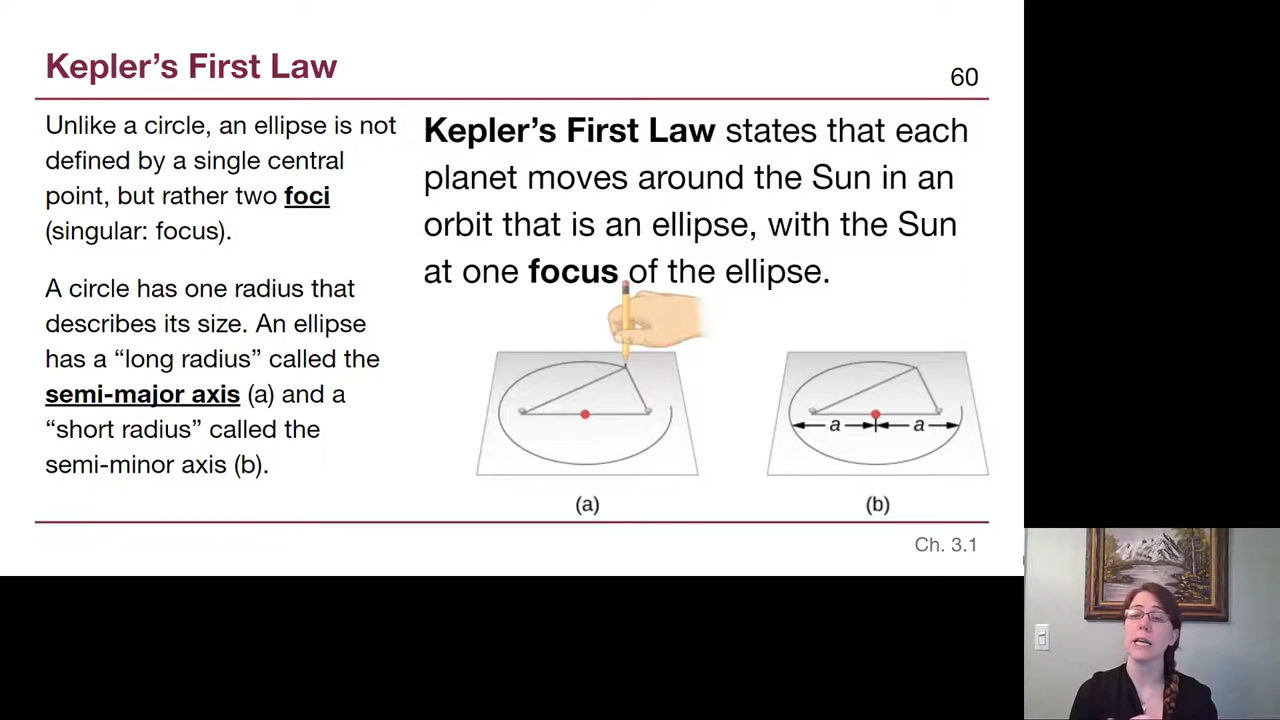 Kepler’s First Law
60
Unlike a circle, an ellipse is not
defined by a single central
point, but rather two foci
(singular: focus).
A circle has one radius that
describes its size. An ellipse
has a “long radius” called the
semi-major axis (a) and a
“short radius” called the
semi-minor axis (b).
Kepler’s First Law states that each
planet moves around the Sun in an
orbit that is an ellipse, with the Sun
at one focus of the ellipse.
a a
(a)
(b)
Ch. 3.1